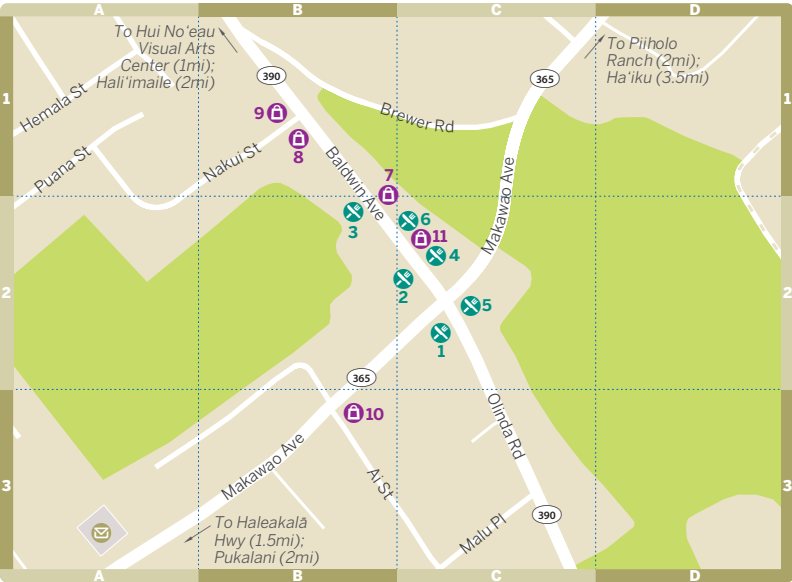 A
B
C
D
To Hui No‘eau
Visual Arts
Center (1mi);
Hali‘imaile (2mi)
To Piiholo
Ranch (2mi);
Ha‘iku (3.5mi)
390
365
1
1
Hemala St
Brewer Rd
9
8
Puana St
Nakui St
Baldwin Ave
7
Makawao Ave
6
3
11
4
2
2
2
5
1
365
10
Olinda Rd
Makawao Ave
Ai St
3
3
390
Malu Pl
To Haleakalā
Hwy (1.5mi);
Pukalani (2mi)
A
B
C
D